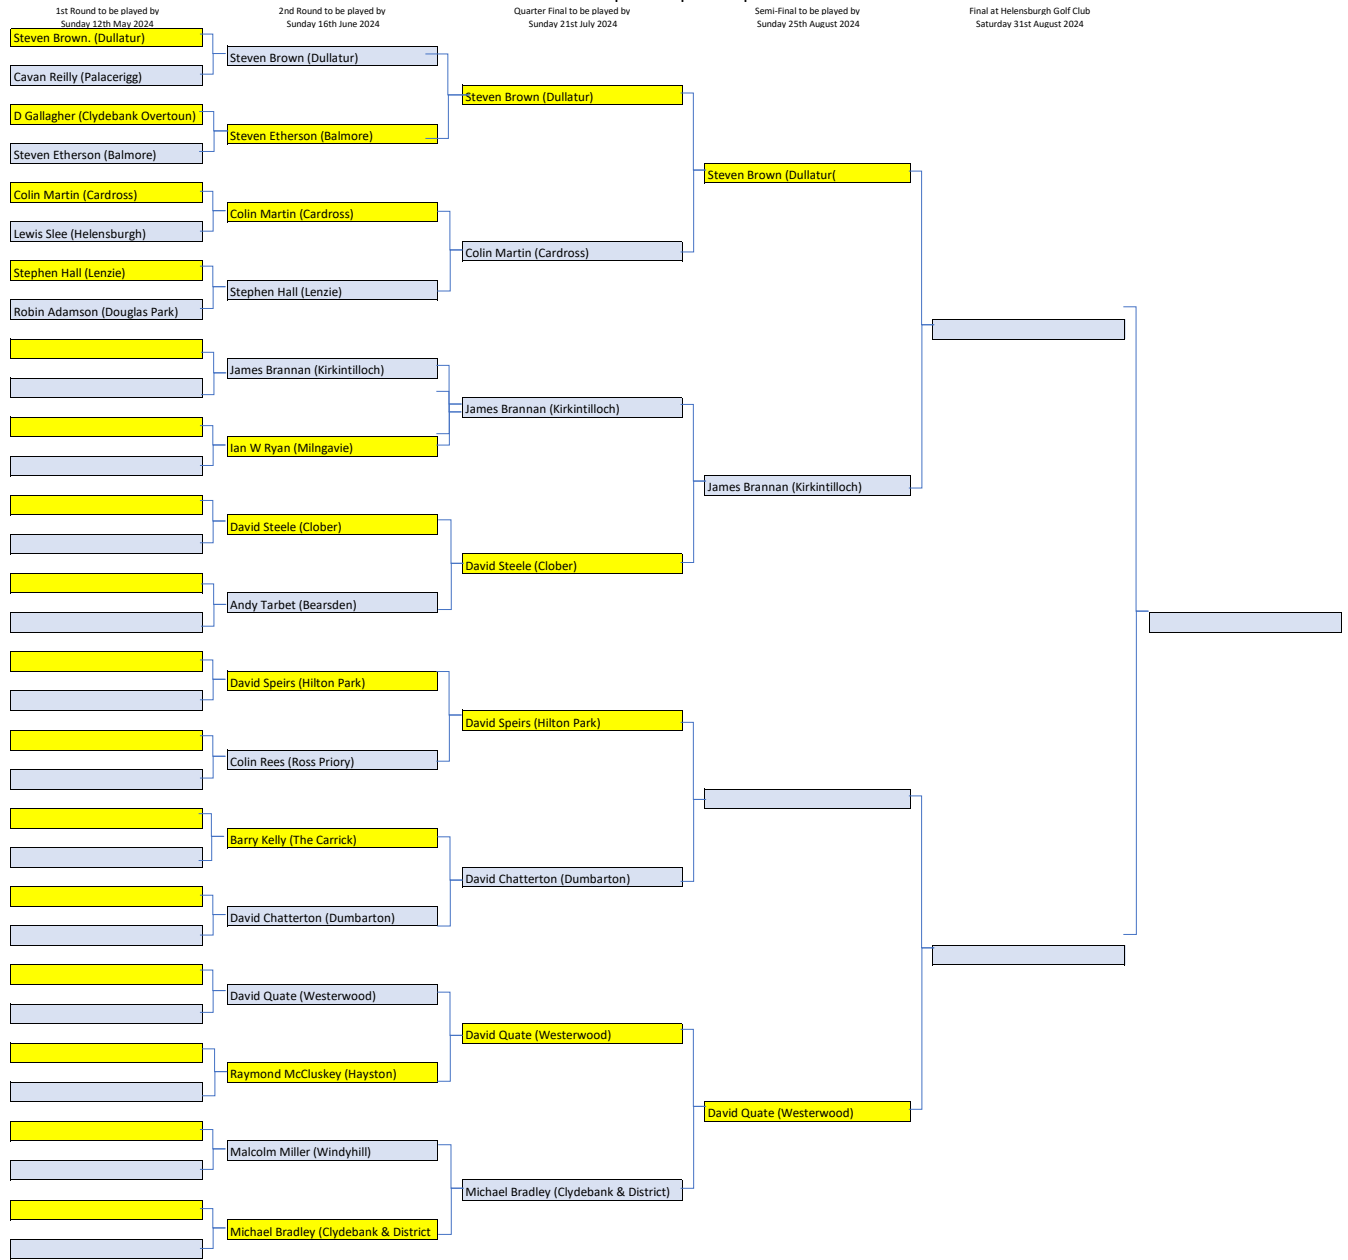 1st Round to be played by
Sunday 12th May 2024
2nd Round to be played by
Sunday 16th June 2024
Quarter Final to be played by
Sunday 21st July 2024
Semi-Final to be played by
Sunday 25th August 2024
Final at Helensburgh Golf Club
Saturday 31st August 2024
Steven Brown. (Dullatur)
Cavan Reilly (Palacerigg)
D Gallagher (Clydebank Overtoun)
Steven Etherson (Balmore)
Colin Martin (Cardross)
Lewis Slee (Helensburgh)
Stephen Hall (Lenzie)
Robin Adamson (Douglas Park)
Steven Brown (Dullatur)
Steven Etherson (Balmore)
Colin Martin (Cardross)
Stephen Hall (Lenzie)
James Brannan (Kirkintilloch)
Ian W Ryan (Milngavie)
David Steele (Clober)
Andy Tarbet (Bearsden)
David Speirs (Hilton Park)
Colin Rees (Ross Priory)
Barry Kelly (The Carrick)
David Chatterton (Dumbarton)
David Quate (Westerwood)
Raymond McCluskey (Hayston)
Malcolm Miller (Windyhill)
Michael Bradley (Clydebank & District
Steven Brown (Dullatur)
Colin Martin (Cardross)
James Brannan (Kirkintilloch)
David Steele (Clober)
David Speirs (Hilton Park)
David Chatterton (Dumbarton)
David Quate (Westerwood)
Michael Bradley (Clydebank & District)
Steven Brown (Dullatur(
James Brannan (Kirkintilloch)
David Quate (Westerwood)